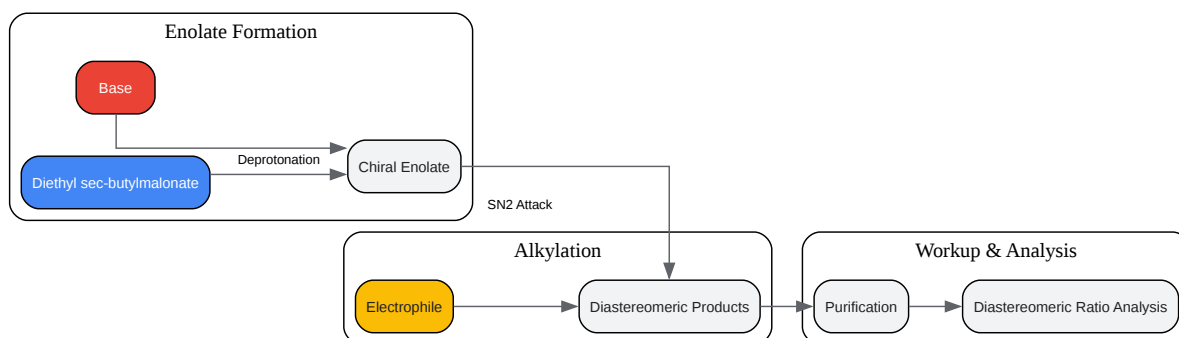 Enolate Formation
Base
Deprotonation
Diethyl sec-butylmalonate
Chiral Enolate
SN2 Attack
Alkylation
Electrophile
Diastereomeric Products
Workup & Analysis
Purification
Diastereomeric Ratio Analysis